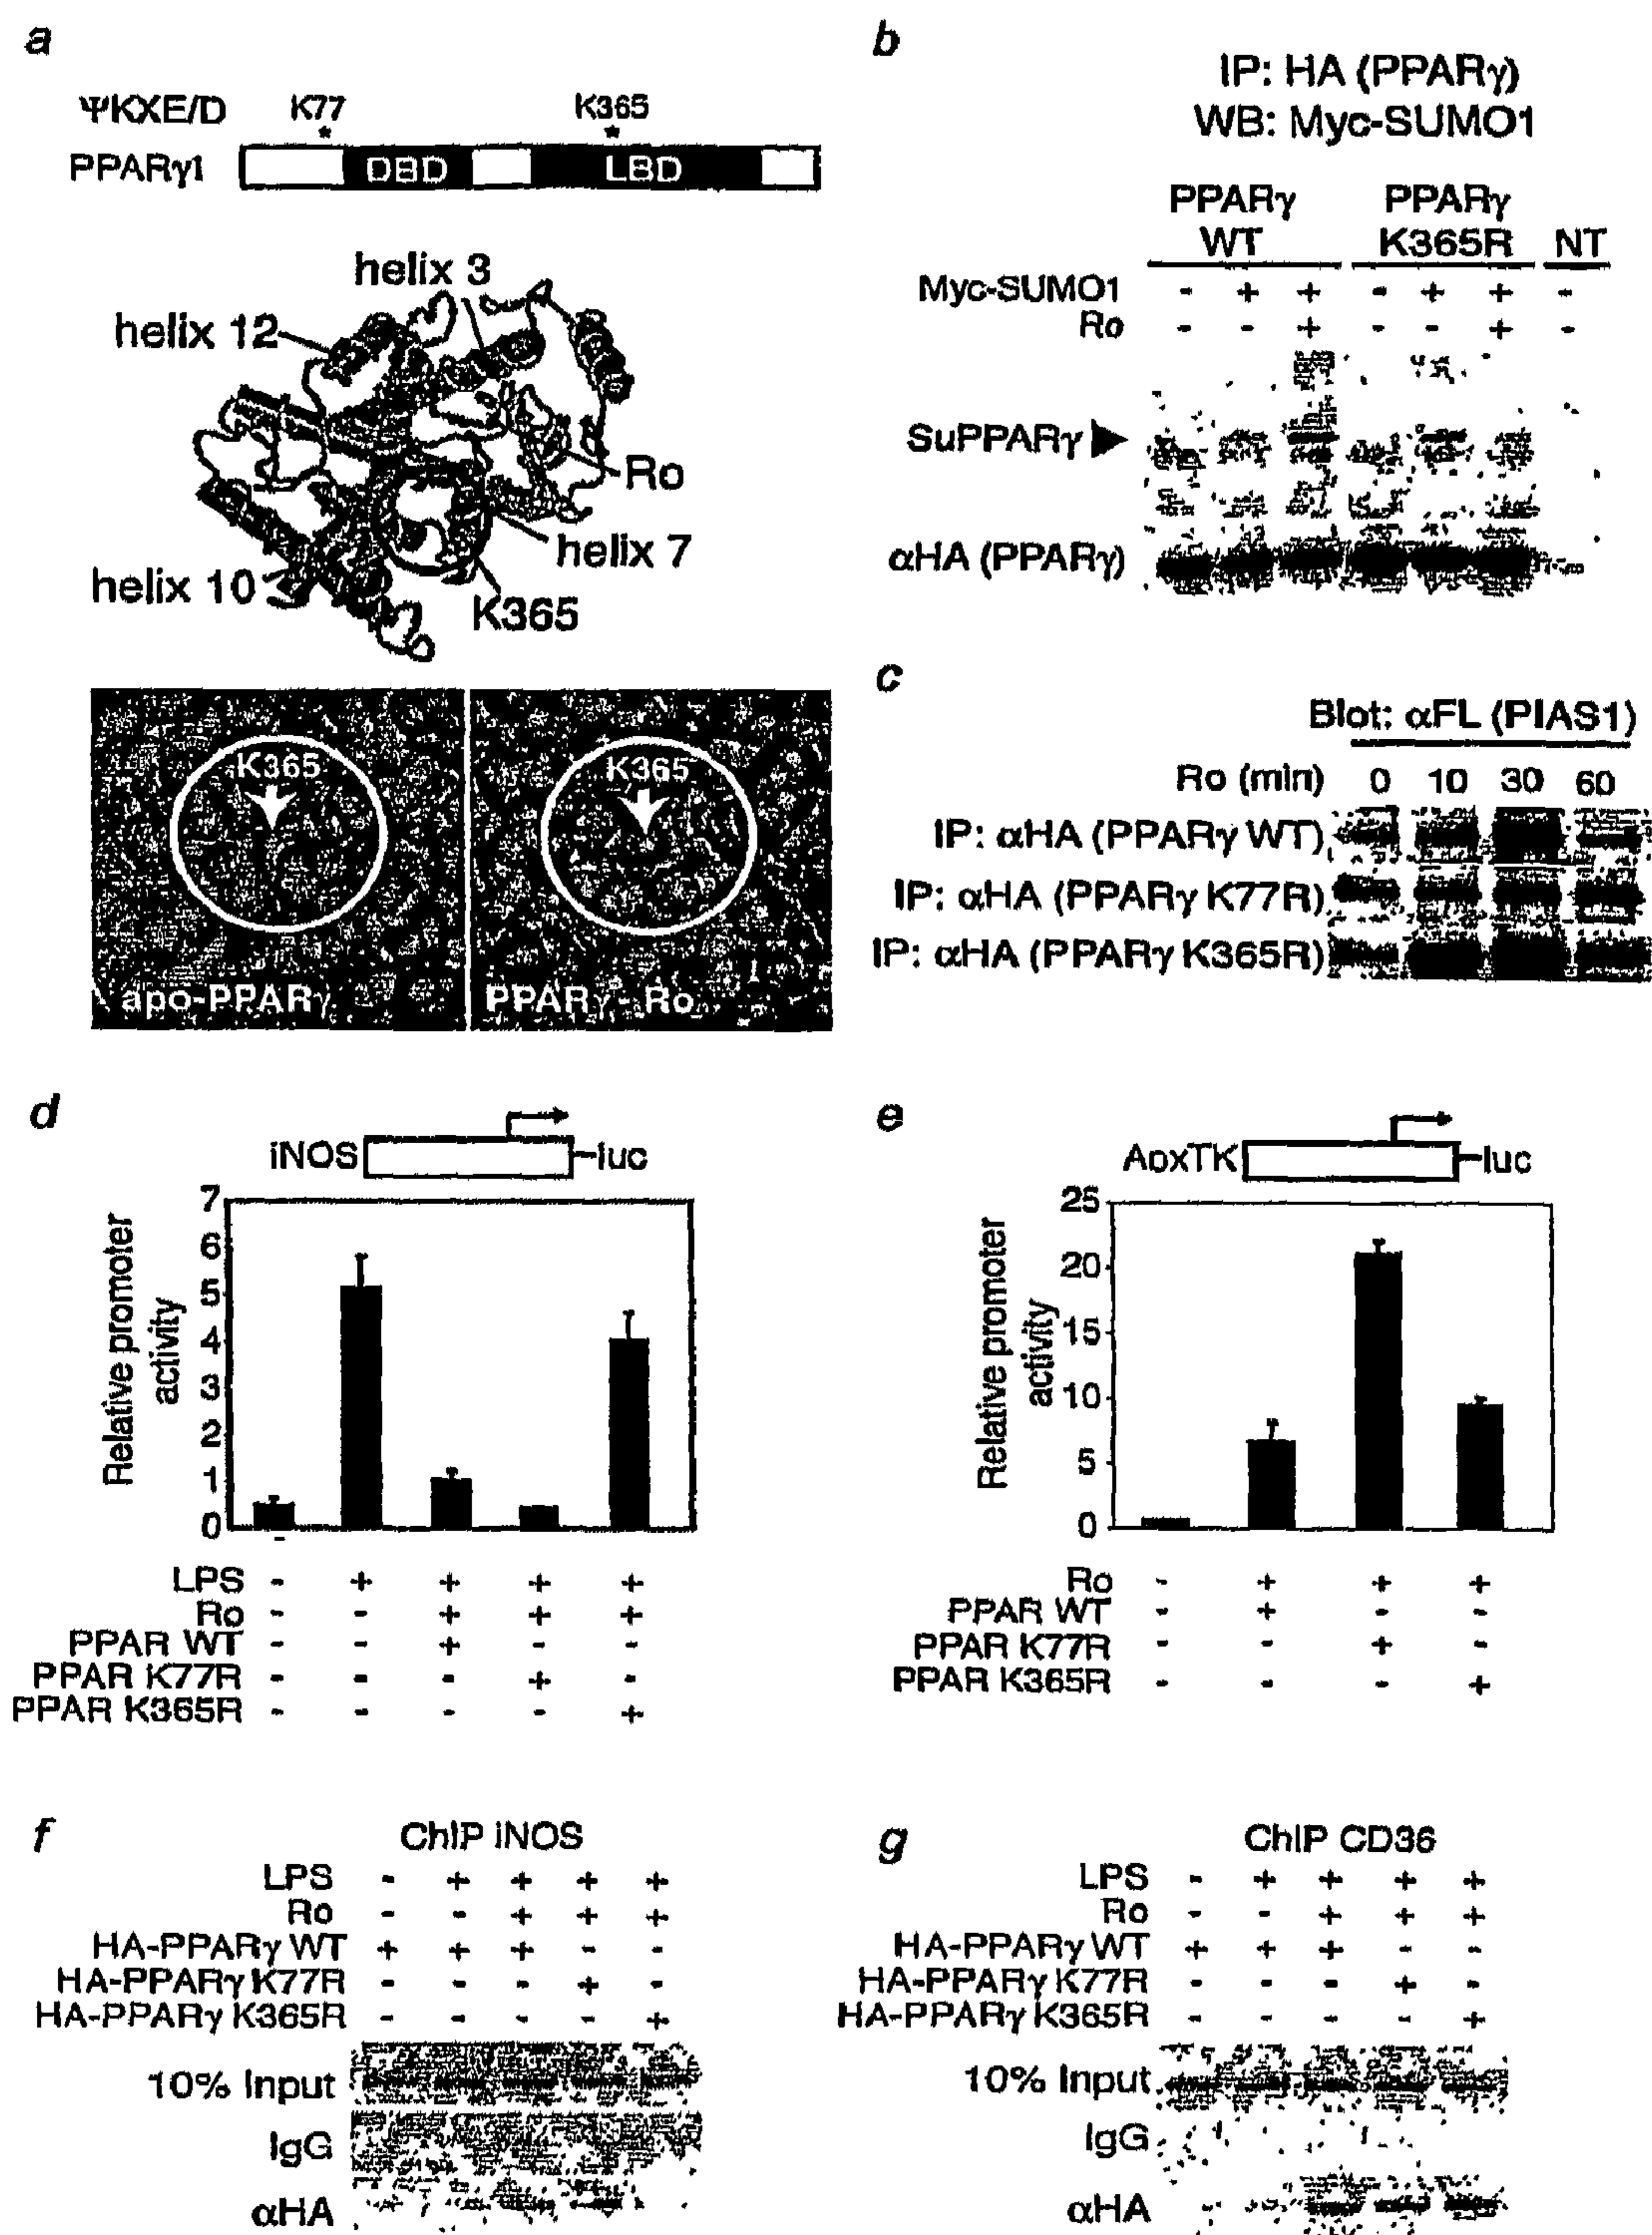 a
ΨKXE/D K77 K365
* *
PPARγ1 DBD LBD
helix 3
helix 12
Ro
helix 7
helix 10
K365
K365 K365
apo-PPARγ PPARγ - Ro
b
IP: HA (PPARγ)
WB: Myc-SUMO1
PPARγ PPARγ
WT K365R NT
Myc-SUMO1 - + + - + + -
Ro - - + - - + -
SuPPARγ
αHA (PPARγ)
c
Blot: αFL (PIAS1)
Ro (min) 0 10 30 60
IP: αHA (PPARγ WT)
IP: αHA (PPARγ K77R)
IP: αHA (PPARγ K365R)
d
iNOS luc
Relative promoter
activity
7
6
5
4
3
2
1
0
-
LPS - + + + +
Ro - - + + +
PPAR WT - - + - -
PPAR K77R - - - + -
PPAR K365R - - - - +
e
AoxTK luc
Relative promoter
activity
25
20
15
10
5
0
Ro - + + +
PPAR WT - + - -
PPAR K77R - - + -
PPAR K365R - - - +
f
ChIP iNOS
LPS - + + + +
Ro - - + + +
HA-PPARγ WT + + + - -
HA-PPARγ K77R - - - + -
HA-PPARγ K365R - - - - +
10% Input
IgG
αHA
g
ChIP CD36
LPS - + + + +
Ro - - + + +
HA-PPARγ WT + + + - -
HA-PPARγ K77R - - - + -
HA-PPARγ K365R - - - - +
10% Input
IgG
αHA